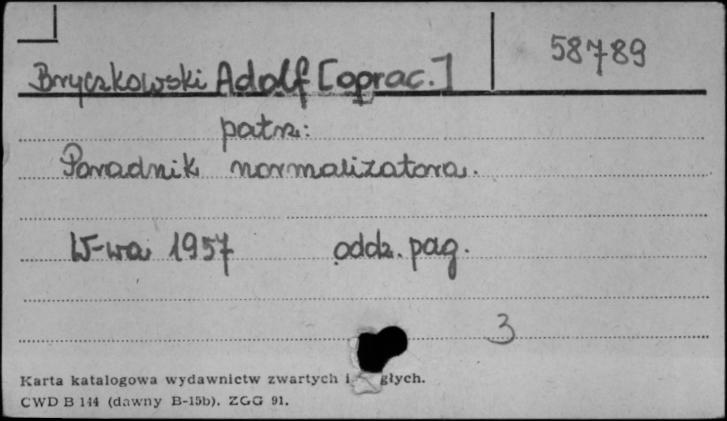 58789
Bryczkowski Adolf [oprac.]
patrz:
Poradnik normalizatora.
W-wa 1957 oddz. pag.
3
Karta katalogowa wydawnictw zwartych i głych.
CWD B 144 (dawny B-15b). ZGG 91.